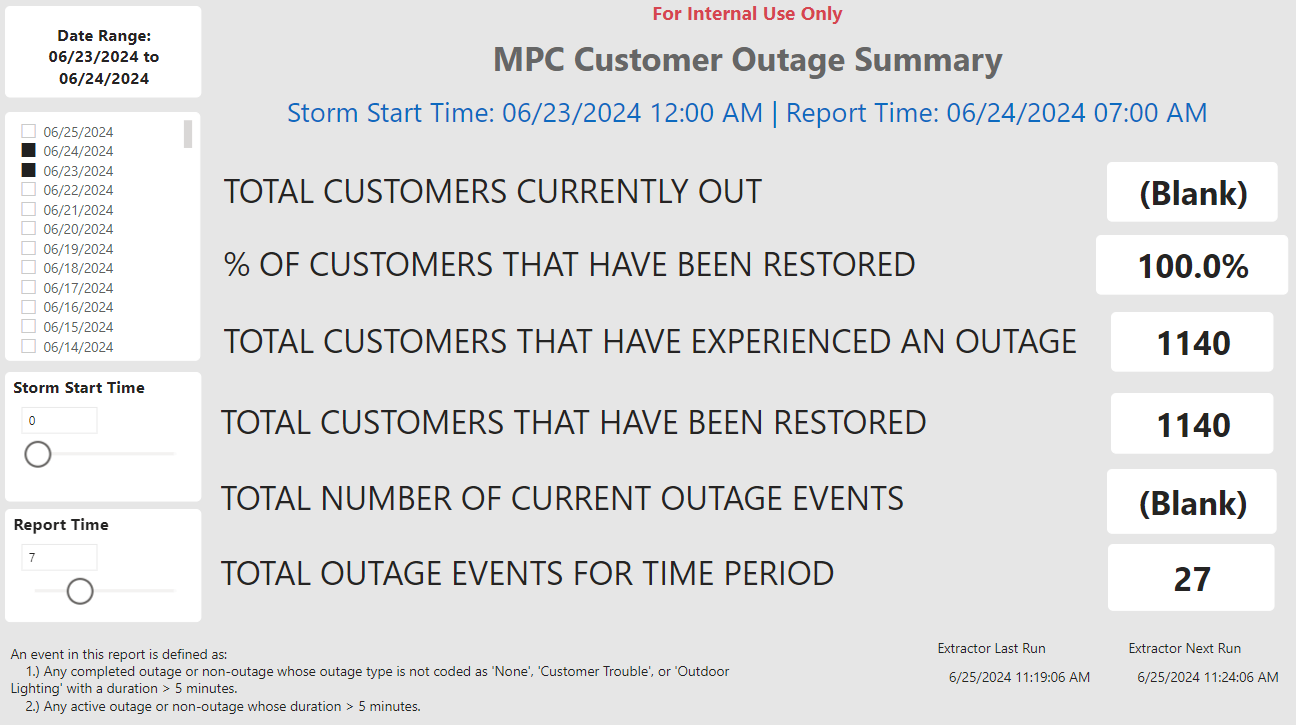 For Internal Use Only
MPC Customer Outage Summary
Storm Start Time: 06/23/2024 12:00 AM | Report Time: 06/24/2024 07:00 AM
Date Range:
06/23/2024 to
06/24/2024
06/25/2024
06/24/2024
06/23/2024
06/22/2024
06/21/2024
06/20/2024
06/19/2024
06/18/2024
06/17/2024
06/16/2024
06/15/2024
06/14/2024
Storm Start Time
0
Report Time
7
TOTAL CUSTOMERS CURRENTLY OUT (Blank)
% OF CUSTOMERS THAT HAVE BEEN RESTORED 100.0%
TOTAL CUSTOMERS THAT HAVE EXPERIENCED AN OUTAGE 1140
TOTAL CUSTOMERS THAT HAVE BEEN RESTORED 1140
TOTAL NUMBER OF CURRENT OUTAGE EVENTS (Blank)
TOTAL OUTAGE EVENTS FOR TIME PERIOD 27
An event in this report is defined as:
1.) Any completed outage or non-outage whose outage type is not coded as 'None', 'Customer Trouble', or 'Outdoor
Lighting' with a duration > 5 minutes.
2.) Any active outage or non-outage whose duration > 5 minutes.
Extractor Last Run
6/25/2024 11:19:06 AM
Extractor Next Run
6/25/2024 11:24:06 AM